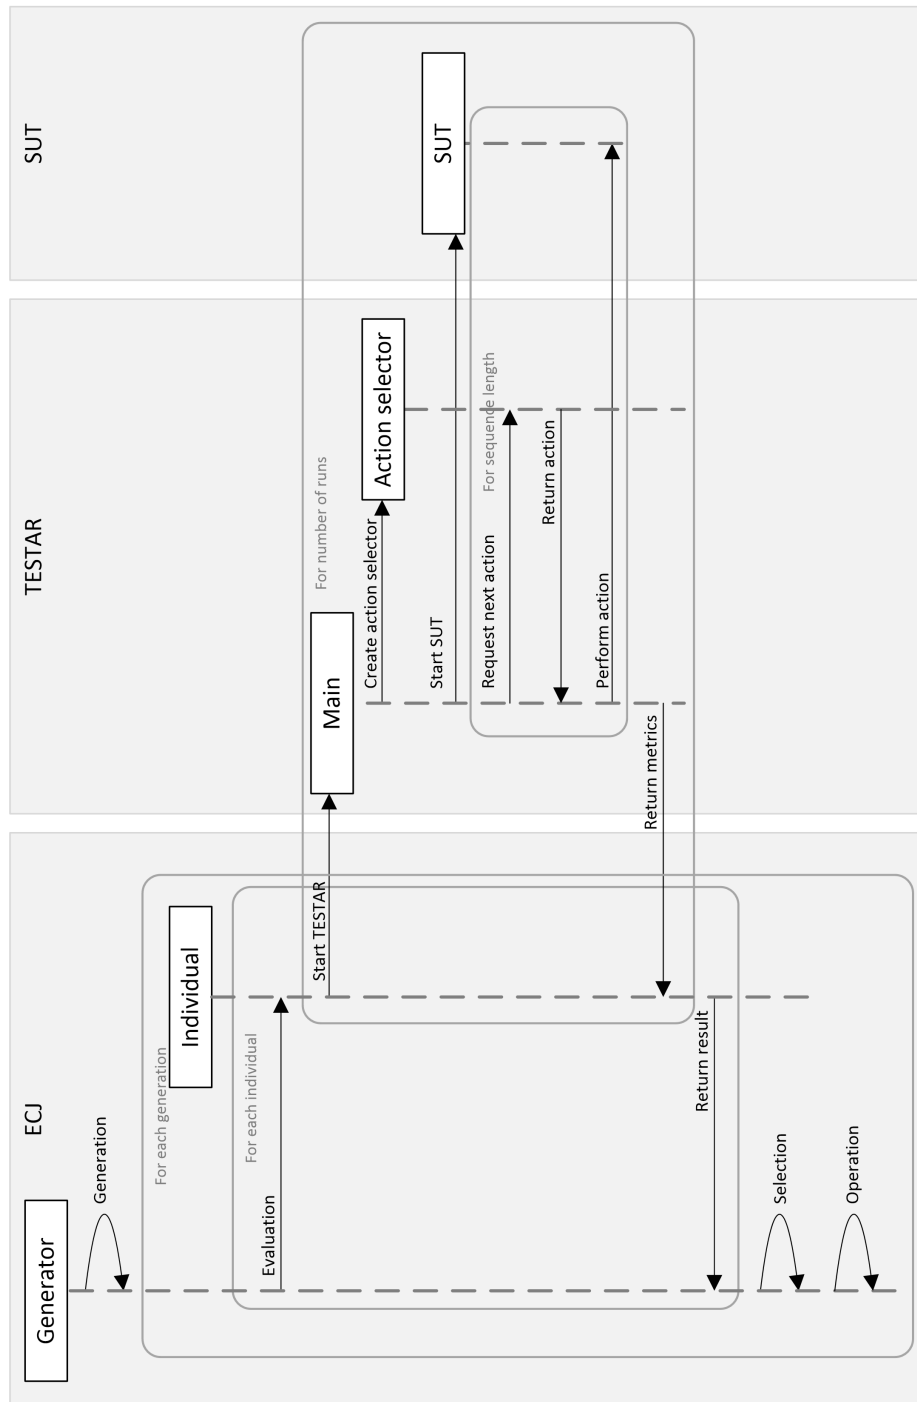 ECJ
TESTAR
SUT
Generator
Generation
For each generation
Individual
For each individual
Evaluation
Start TESTAR
Main
For number of runs
Create action selector
Action selector
Start SUT
SUT
For sequence length
Request next action
Return action
Perform action
Return metrics
Return result
Selection
Operation